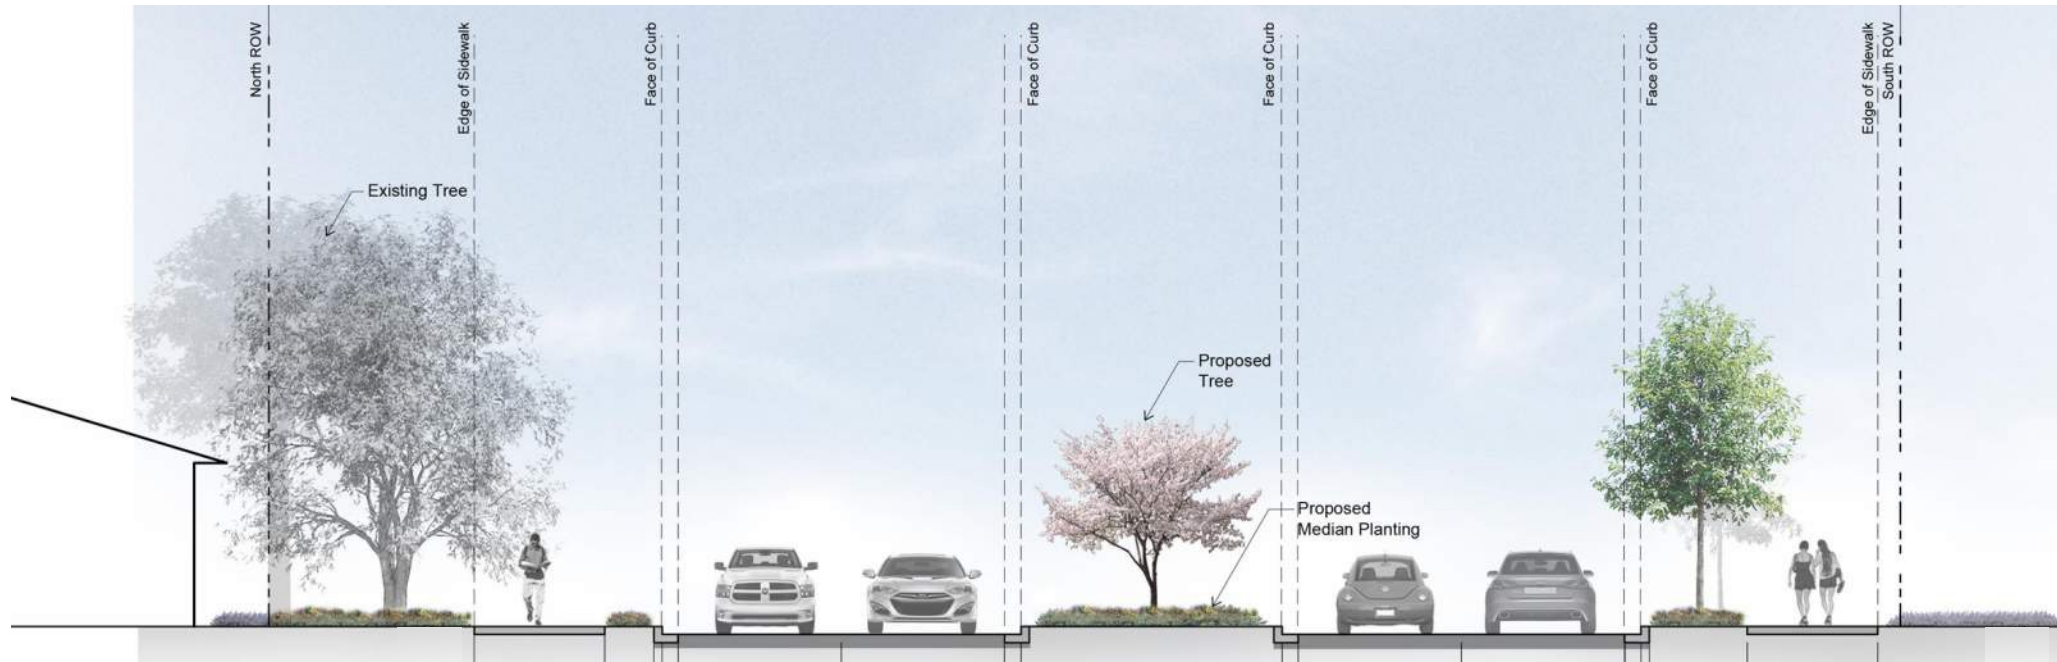 North ROW
Edge of Sidewalk
Face of Curb
Face of Curb
Face of Curb
Face of Curb
Edge of Sidewalk
South ROW
Existing Tree
Proposed
Tree
Proposed
Median Planting